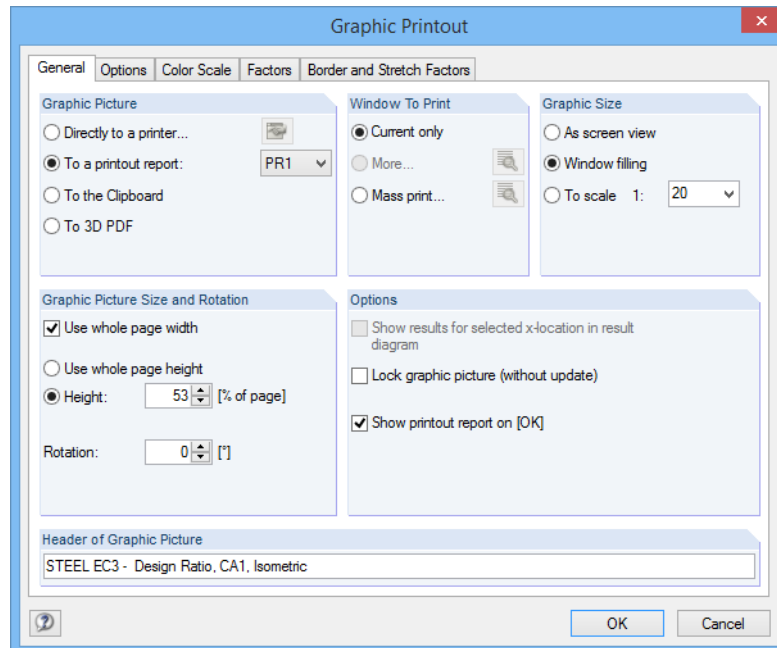 Graphic Printout
General
Options
Color Scale
Factors
Border and Stretch Factors
Graphic Picture
Directly to a printer...
To a printout report:
PR1
To the Clipboard
To 3D PDF
Window To Print
Current only
More...
Mass print...
Graphic Size
As screen view
Window filling
To scale 1:
20
Graphic Picture Size and Rotation
Use whole page width
Use whole page height
Height:
53
[% of page]
Rotation:
0
[°]
Options
Show results for selected x-location in result
diagram
Lock graphic picture (without update)
Show printout report on [OK]
Header of Graphic Picture
STEEL EC3 - Design Ratio, CA1, Isometric
OK
Cancel